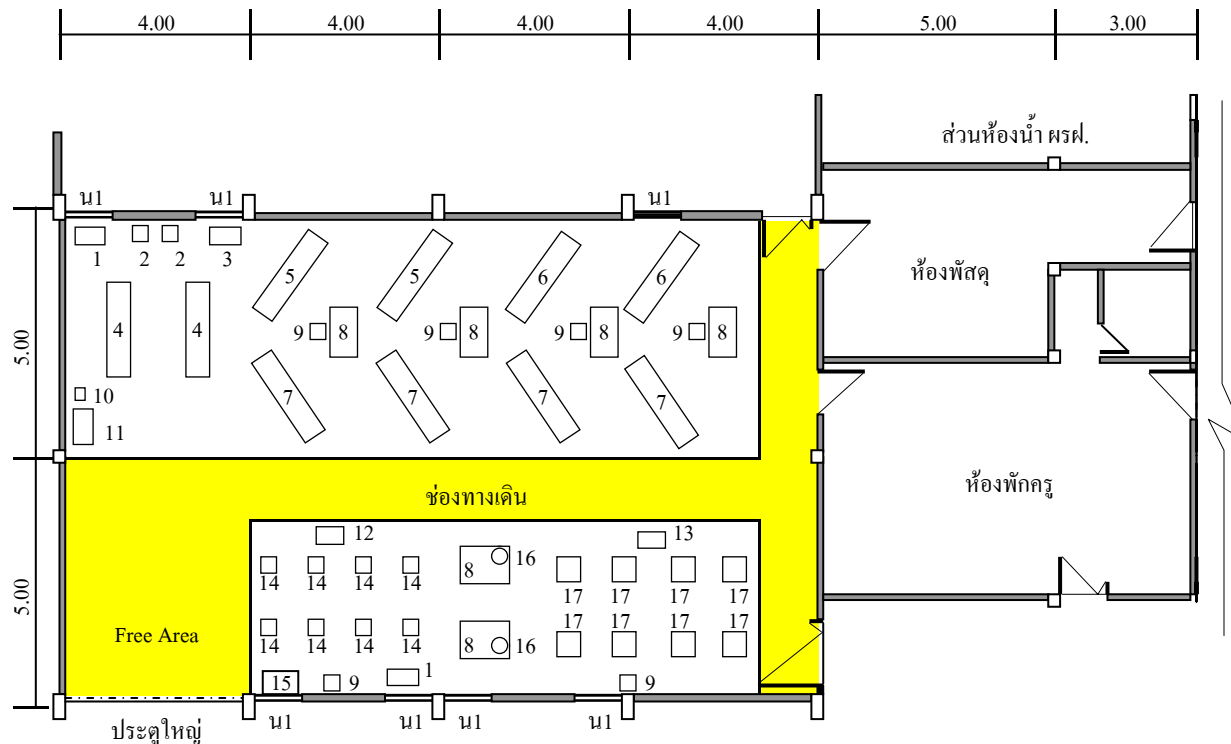 4.00 4.00 4.00 4.00 5.00 3.00
ส่วนห้องน้ำ ผรฝ.
น1 น1 น1
1 2 2 3 5 5 6 6
ห้องพัสดุ
5.00
4 4 9 8 9 8 9 8 9 8
10 7 7 7 7
11
ห้องพักครู
ช่องทางเดิน
12 13
8 16
14 14 14 14 17 17 17 17
5.00
17 17 17 17
Free Area
14 14 14 14 8 16
15 9 1 9
น1 น1 น1 น1
ประตูใหญ่